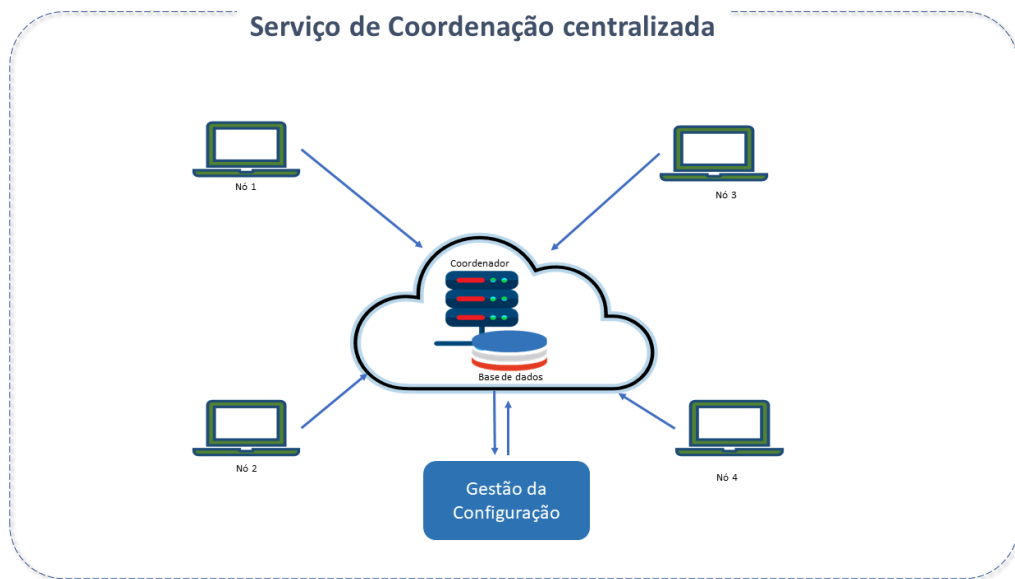 Serviço de Coordenação centralizada
Nó 1
Nó 3
Coordenador
Base de dados
Nó 2
Nó 4
Gestão da
Configuração